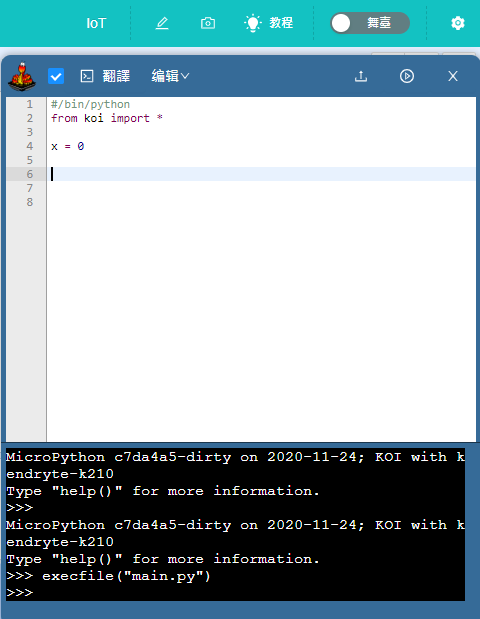 IoT 教程 舞臺
翻譯 编辑
1 #/bin/python
2 from koi import *
3
4 x = 0
5
6
7
8
MicroPython c7da4a5-dirty on 2020-11-24; KOI with k
endryte-k210
Type "help()" for more information.
>>>
MicroPython c7da4a5-dirty on 2020-11-24; KOI with k
endryte-k210
Type "help()" for more information.
>>> execfile("main.py")
>>>